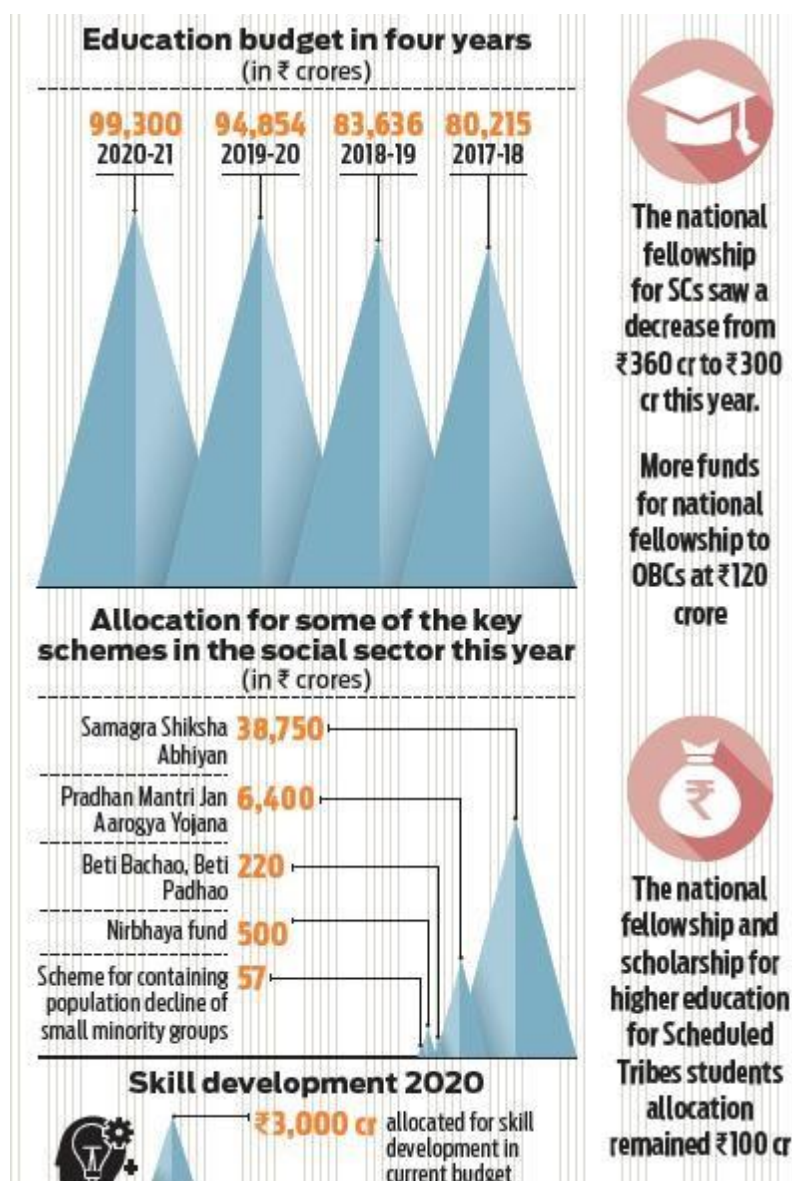 Education budget in four years
(in ₹ crores)
99,300 94,854 83,636 80,215
2020-21 2019-20 2018-19 2017-18
The national
fellowship
for SCs saw a
decrease from
₹360 cr to ₹300
cr this year.
More funds
for national
fellowship to
OBCs at ₹120
crore
Allocation for some of the key
schemes in the social sector this year
(in ₹ crores)
Samagra Shiksha 38,750
Abhiyan
Pradhan Mantri Jan 6,400
Aarogya Yojana
Beti Bachao, Beti 220
Padhao
Nirbhaya fund 500
Scheme for containing 57
population decline of
small minority groups
The national
fellowship and
scholarship for
higher education
for Scheduled
Tribes students
allocation
remained ₹100 cr
Skill development 2020
₹3,000 cr allocated for skill
development in
current budget